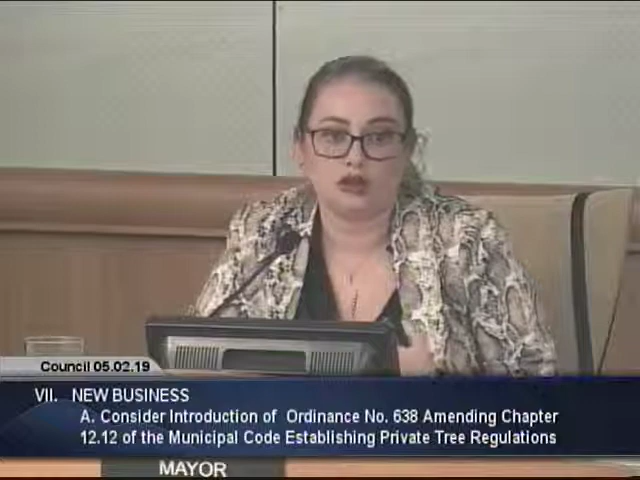 Council 05.02.19
VII. NEW BUSINESS
A. Consider Introduction of Ordinance No. 638 Amending Chapter
12.12 of the Municipal Code Establishing Private Tree Regulations
MAYOR